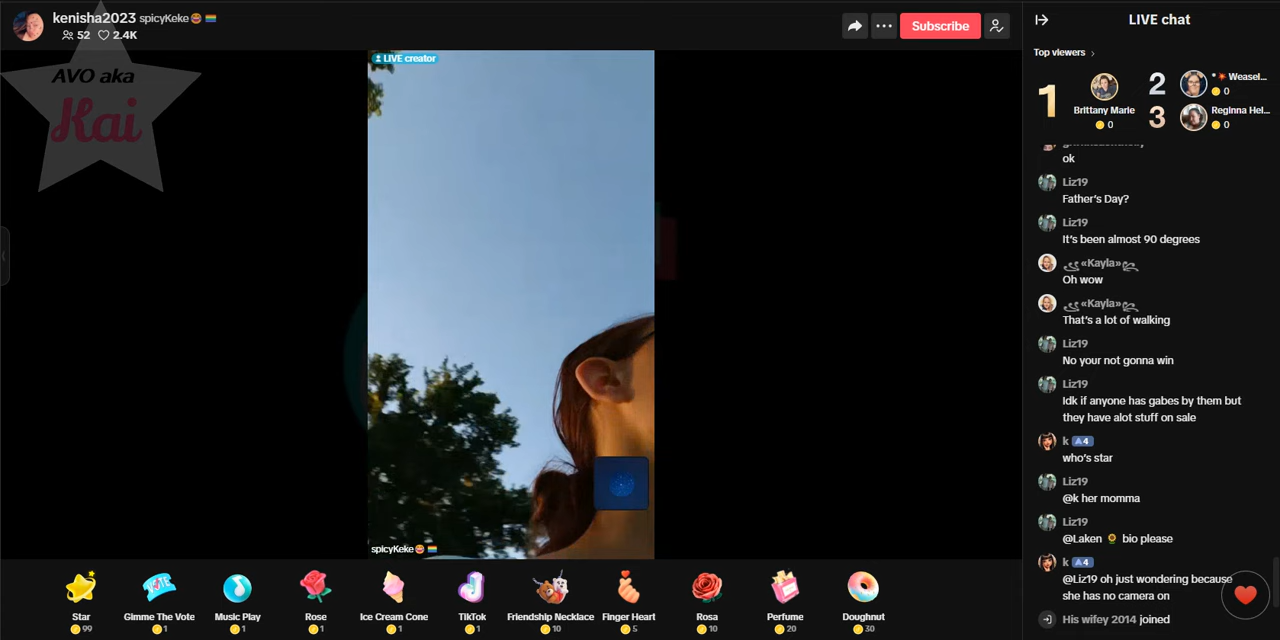 kenisha2023 spicyKeke
52 2.4K
Subscribe
AVO aka
Kai
LIVE creator
spicyKeke
Star
99
Gimme The Vote
1
Music Play
1
Rose
1
Ice Cream Cone
1
TikTok
1
Friendship Necklace
10
Finger Heart
5
Rosa
10
Perfume
20
Doughnut
30
LIVE chat
Top viewers
1
Brittany Marie
0
2
Weasel...
0
3
Reginna Hel...
0
ok
Liz19
Father's Day?
Liz19
It's been almost 90 degrees
«Kayla»
Oh wow
«Kayla»
That's a lot of walking
Liz19
No your not gonna win
Liz19
Idk if anyone has gabes by them but
they have alot stuff on sale
k 4
who's star
Liz19
@k her momma
Liz19
@Laken 🌻 bio please
k 4
@Liz19 oh just wondering because
she has no camera on
His wifey 2014 joined